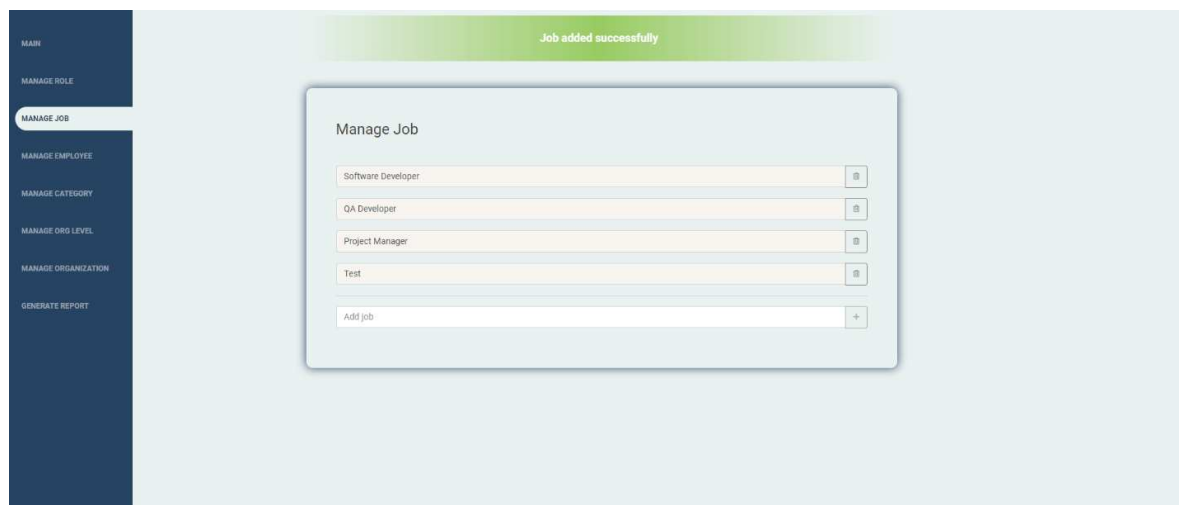 MAIN
MANAGE ROLE
MANAGE JOB
MANAGE EMPLOYEE
MANAGE CATEGORY
MANAGE ORG LEVEL
MANAGE ORGANIZATION
GENERATE REPORT
Job added successfully
Manage Job
Software Developer
QA Developer
Project Manager
Test
Add job